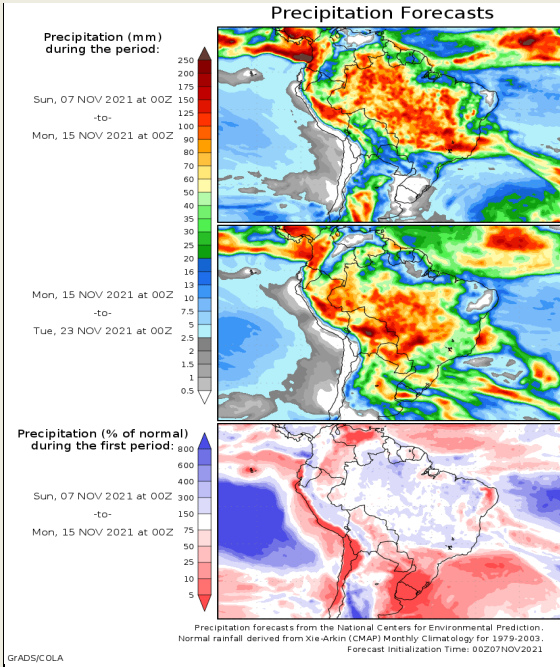 Precipitation Forecasts
Precipitation (mm)
during the period:
250
200
175
150
125
100
90
80
70
60
50
40
35
30
25
20
16
13
10
7.5
5
2.5
2
1.5
1
0.5
Sun, 07 NOV 2021 at 00Z
-to-
Mon, 15 NOV 2021 at 00Z
Mon, 15 NOV 2021 at 00Z
-to-
Tue, 23 NOV 2021 at 00Z
Precipitation (% of normal)
during the first period:
800
600
400
300
150
75
50
25
10
5
Sun, 07 NOV 2021 at 00Z
-to-
Mon, 15 NOV 2021 at 00Z
Precipitation forecasts from the National Centers for Environmental Prediction.
Normal rainfall derived from Xie-Arkin (CMAP) Monthly Climatology for 1979-2003.
Forecast Initialization Time: 00Z07NOV2021
GrADS/COLA